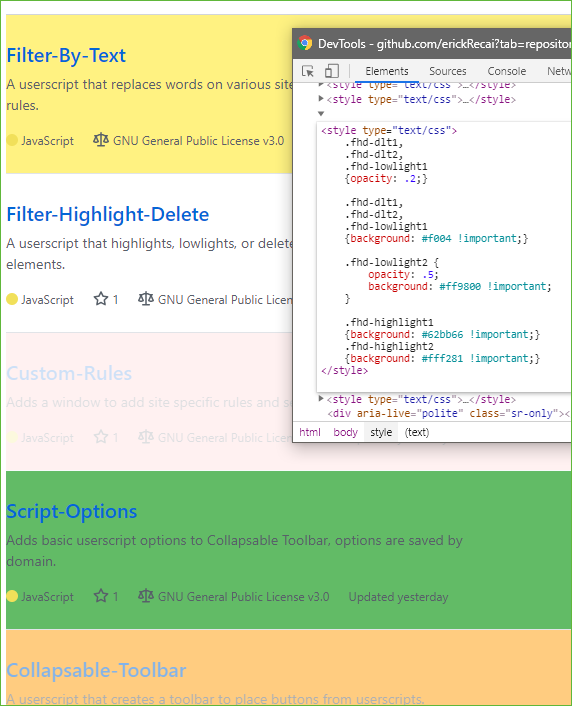 Filter-By-Text
A userscript that replaces words on various site
rules.
JavaScript GNU General Public License v3.0
Filter-Highlight-Delete
A userscript that highlights, lowlights, or delete
elements.
JavaScript 1 GNU General Public Licen
Custom-Rules
Adds a window to add site specific rules and se
JavaScript 1 GNU General Public Licen
Script-Options
Adds basic userscript options to Collapsable Toolbar, options are saved by
domain.
JavaScript 1 GNU General Public License v3.0 Updated yesterday
Collapsable-Toolbar
A userscript that creates a toolbar to place buttons from userscripts.
DevTools - github.com/erickRecai?tab=repositor
Elements Sources Console Netw
<style type="text/css">…</style>
<style type="text/css">…</style>
<style type="text/css">
.fhd-dlt1,
.fhd-dlt2,
.fhd-lowlight1
{opacity: .2;}
.fhd-dlt1,
.fhd-dlt2,
.fhd-lowlight1
{background: #f004 !important;}
.fhd-lowlight2 {
opacity: .5;
background: #ff9800 !important;
}
.fhd-highlight1
{background: #62bb66 !important;}
.fhd-highlight2
{background: #fff281 !important;}
</style>
<style type="text/css">…</style>
<div aria-live="polite" class="sr-only"><
html body style (text)